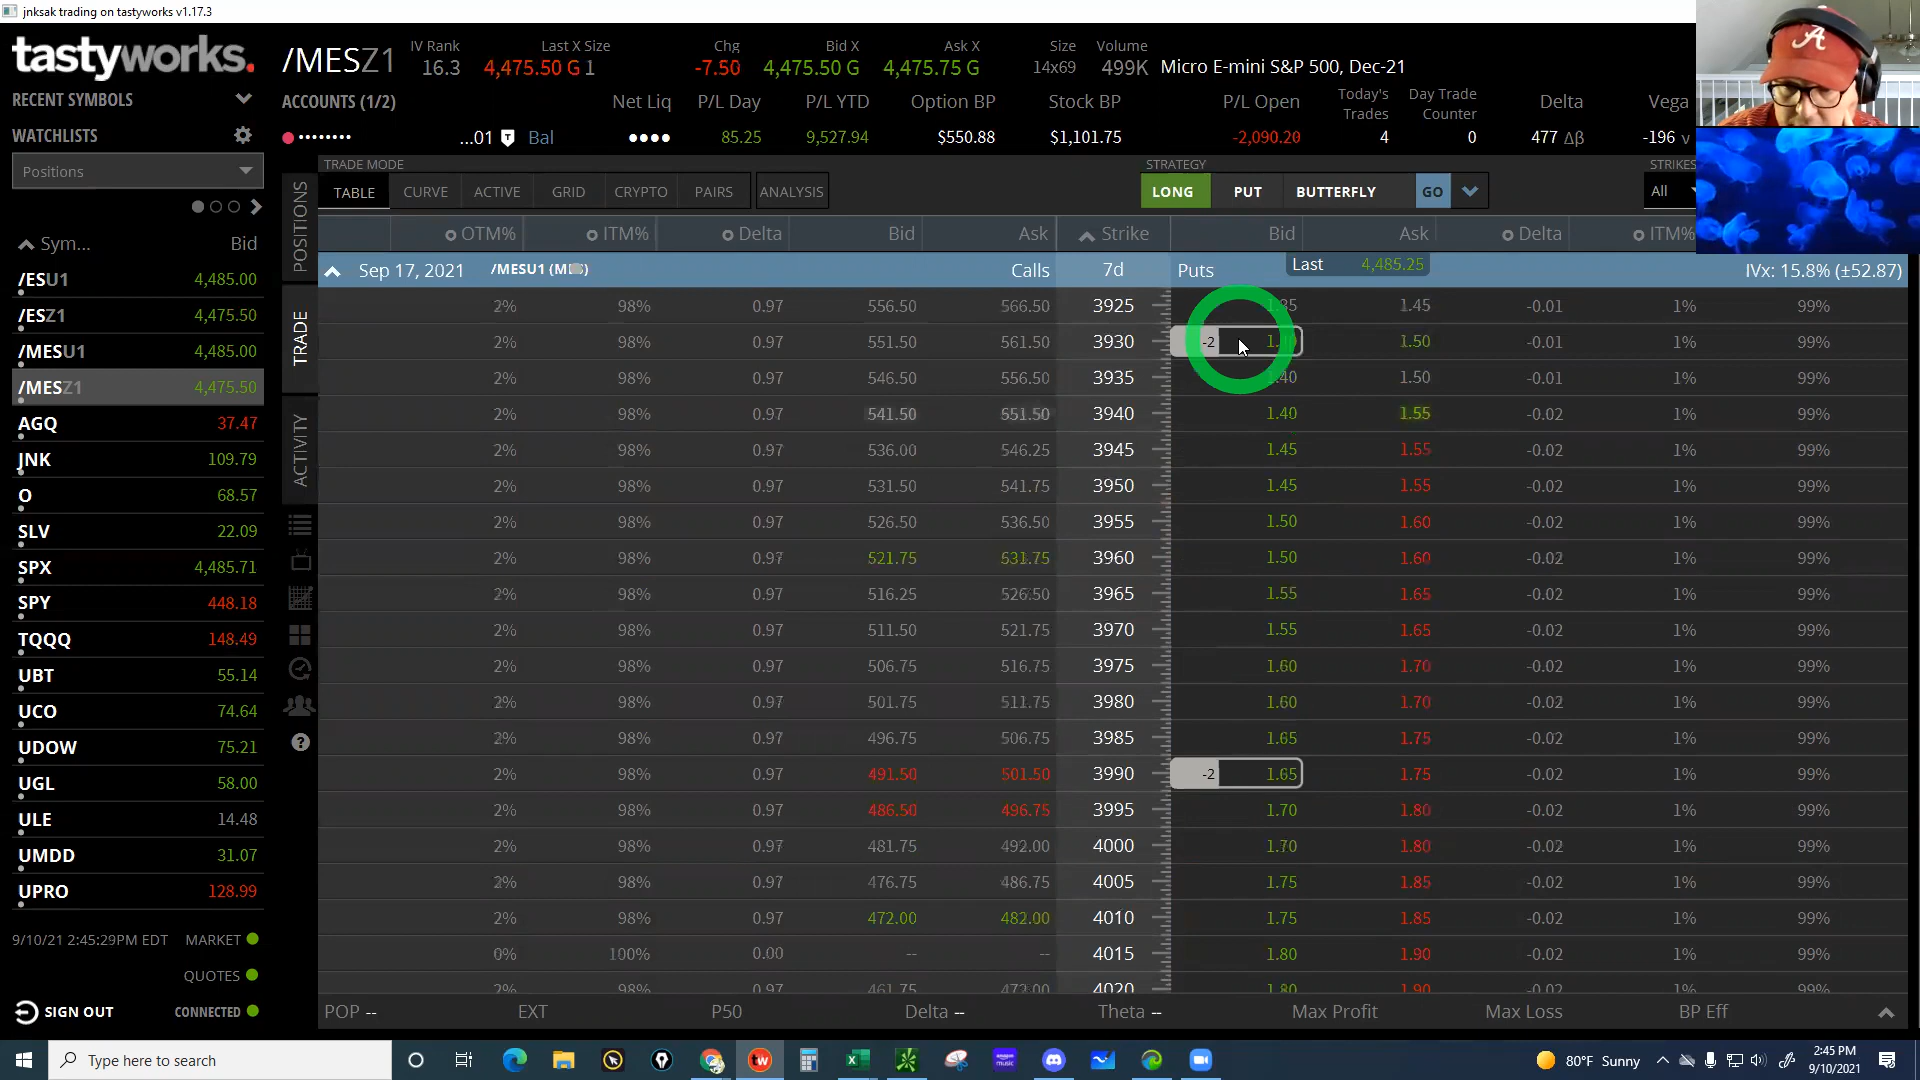 jnksak trading on tastyworks v1.17.3
tastyworks.
/MESZ1 IV Rank 16.3 Last X Size 4,475.50 G 1 Chg -7.50 Bid X 4,475.50 G Ask X 4,475.75 G Size 14x69 Volume 499K Micro E-mini S&P 500, Dec-21
RECENT SYMBOLS
ACCOUNTS (1/2) Net Liq P/L Day P/L YTD Option BP Stock BP P/L Open Today's Trades Day Trade Counter Delta Vega
WATCHLISTS
...01 Bal 85.25 9,527.94 $550.88 $1,101.75 -2,090.20 4 0 477 Δβ -196 v
Positions
TRADE MODE STRATEGY STRIKES
TABLE CURVE ACTIVE GRID CRYPTO PAIRS ANALYSIS LONG PUT BUTTERFLY GO All
POSITIONS
TRADE
ACTIVITY
Sym... Bid
/ESU1 4,485.00
/ESZ1 4,475.50
/MESU1 4,485.00
/MESZ1 4,475.50
AGQ 37.47
JNK 109.79
O 68.57
SLV 22.09
SPX 4,485.71
SPY 448.18
TQQQ 148.49
UBT 55.14
UCO 74.64
UDOW 75.21
UGL 58.00
ULE 14.48
UMDD 31.07
UPRO 128.99
9/10/21 2:45:29PM EDT MARKET
QUOTES
SIGN OUT CONNECTED
OTM% ITM% Delta Bid Ask Strike Bid Ask Delta ITM%
Sep 17, 2021 /MESU1 Calls 7d Puts Last 4,485.25 IVx: 15.8% (±52.87)
2% 98% 0.97 556.50 566.50 3925 1.35 1.45 -0.01 1% 99%
2% 98% 0.97 551.50 561.50 3930 -2 1.50 -0.01 1% 99%
2% 98% 0.97 546.50 556.50 3935 1.40 1.50 -0.01 1% 99%
2% 98% 0.97 541.50 551.50 3940 1.40 1.55 -0.02 1% 99%
2% 98% 0.97 536.00 546.25 3945 1.45 1.55 -0.02 1% 99%
2% 98% 0.97 531.50 541.75 3950 1.45 1.55 -0.02 1% 99%
2% 98% 0.97 526.50 536.50 3955 1.50 1.60 -0.02 1% 99%
2% 98% 0.97 521.75 531.75 3960 1.50 1.60 -0.02 1% 99%
2% 98% 0.97 516.25 526.50 3965 1.55 1.65 -0.02 1% 99%
2% 98% 0.97 511.50 521.75 3970 1.55 1.65 -0.02 1% 99%
2% 98% 0.97 506.75 516.75 3975 1.60 1.70 -0.02 1% 99%
2% 98% 0.97 501.75 511.75 3980 1.60 1.70 -0.02 1% 99%
2% 98% 0.97 496.75 506.75 3985 1.65 1.75 -0.02 1% 99%
2% 98% 0.97 491.50 501.50 3990 -2 1.65 1.75 -0.02 1% 99%
2% 98% 0.97 486.50 496.75 3995 1.70 1.80 -0.02 1% 99%
2% 98% 0.97 481.75 492.00 4000 1.70 1.80 -0.02 1% 99%
2% 98% 0.97 476.75 486.75 4005 1.75 1.85 -0.02 1% 99%
2% 98% 0.97 472.00 482.00 4010 1.75 1.85 -0.02 1% 99%
0% 100% 0.00 -- -- 4015 1.80 1.90 -0.02 1% 99%
2% 98% 0.97 461.75 472.00 4020 1.80 1.90 -0.02 1% 99%
POP -- EXT P50 Delta -- Theta -- Max Profit Max Loss BP Eff
Type here to search
80°F Sunny
2:45 PM
9/10/2021